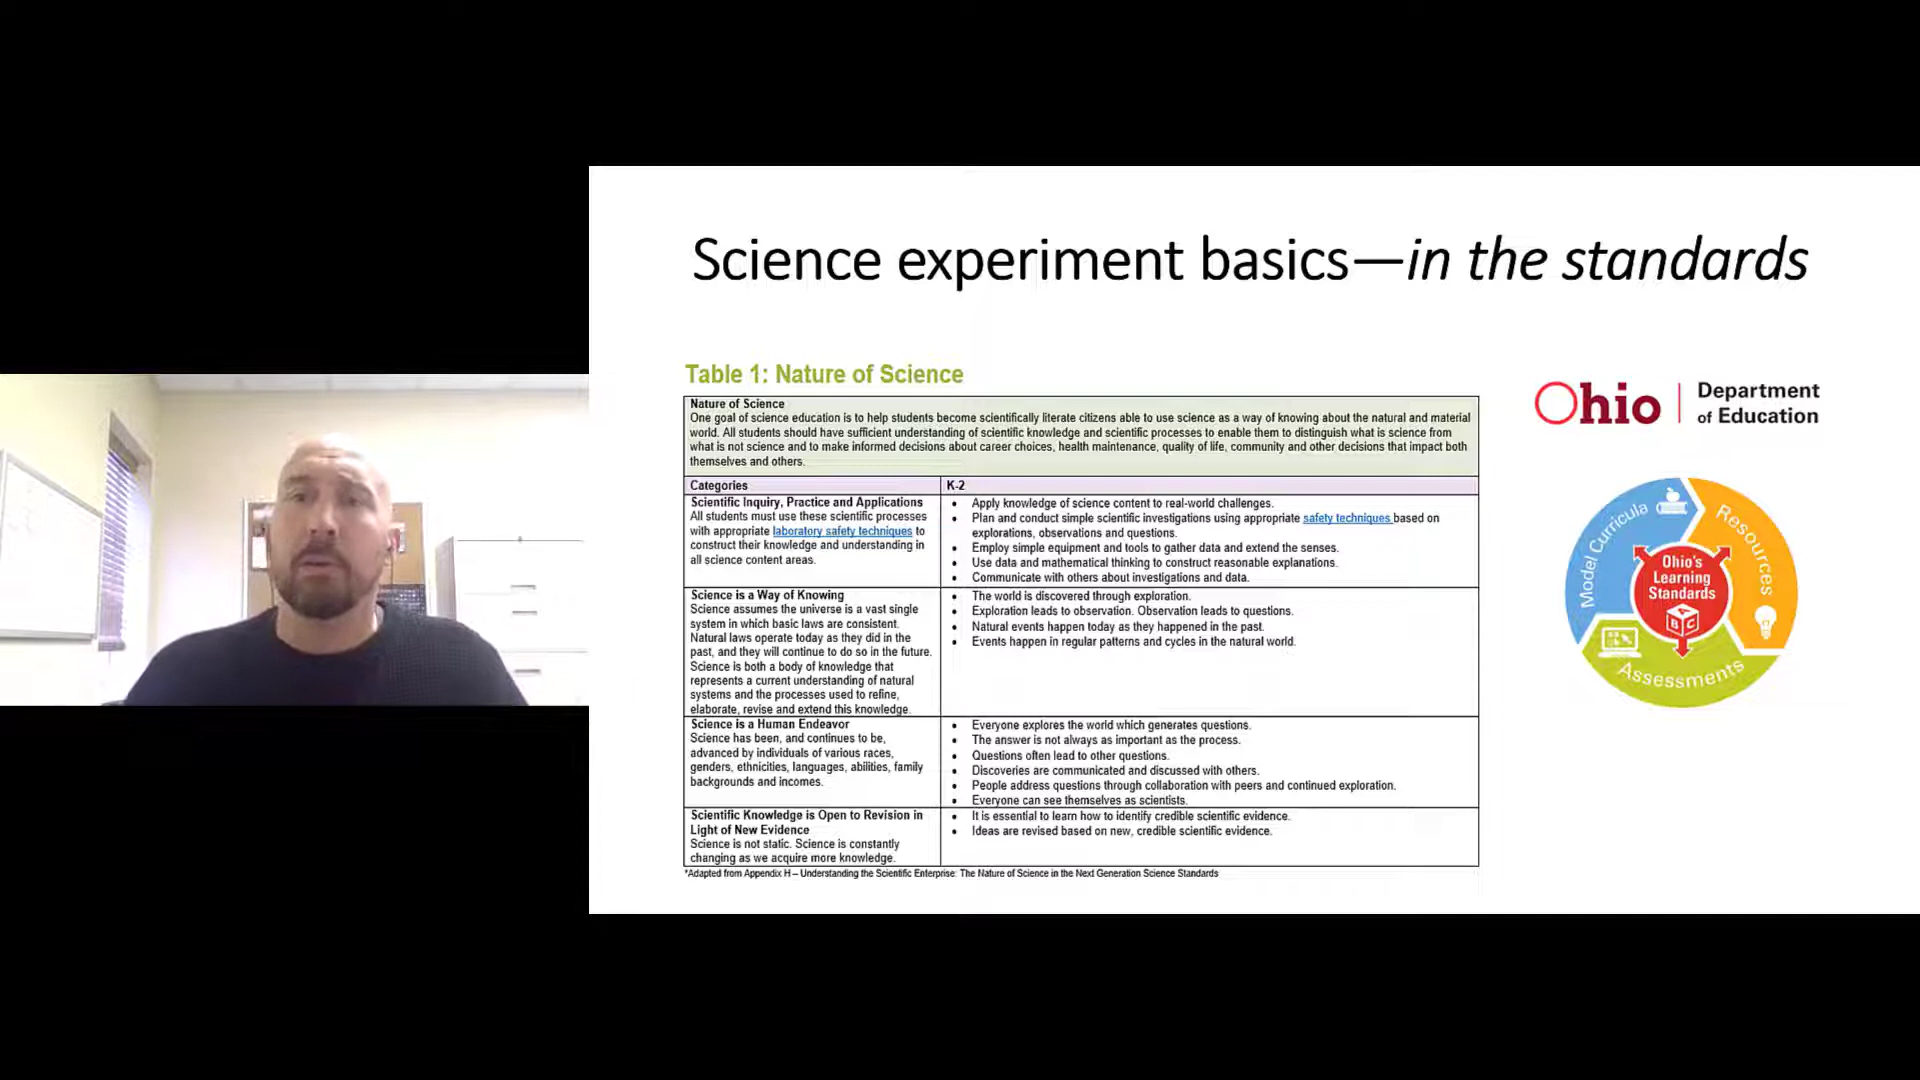 Science experiment basics—in the standards
Table 1: Nature of Science
Nature of Science
One goal of science education is to help students become scientifically literate citizens able to use science as a way of knowing about the natural and material
world. All students should have sufficient understanding of scientific knowledge and scientific processes to enable them to distinguish what is science from
what is not science and to make informed decisions about career choices, health maintenance, quality of life, community and other decisions that impact both
themselves and others.
Categories
K-2
Scientific Inquiry, Practice and Applications
All students must use these scientific processes
with appropriate laboratory safety techniques to
construct their knowledge and understanding in
all science content areas.
• Apply knowledge of science content to real-world challenges.
• Plan and conduct simple scientific investigations using appropriate safety techniques based on
explorations, observations and questions.
• Employ simple equipment and tools to gather data and extend the senses.
• Use data and mathematical thinking to construct reasonable explanations.
• Communicate with others about investigations and data.
Science is a Way of Knowing
Science assumes the universe is a vast single
system in which basic laws are consistent.
Natural laws operate today as they did in the
past, and they will continue to do so in the future.
Science is both a body of knowledge that
represents a current understanding of natural
systems and the processes used to refine,
elaborate, revise and extend this knowledge.
• The world is discovered through exploration.
• Exploration leads to observation. Observation leads to questions.
• Natural events happen today as they happened in the past.
• Events happen in regular patterns and cycles in the natural world.
Science is a Human Endeavor
Science has been, and continues to be,
advanced by individuals of various races,
genders, ethnicities, languages, abilities, family
backgrounds and incomes.
• Everyone explores the world which generates questions.
• The answer is not always as important as the process.
• Questions often lead to other questions.
• Discoveries are communicated and discussed with others.
• People address questions through collaboration with peers and continued exploration.
• Everyone can see themselves as scientists.
Scientific Knowledge is Open to Revision in
Light of New Evidence
Science is not static. Science is constantly
changing as we acquire more knowledge.
• It is essential to learn how to identify credible scientific evidence.
• Ideas are revised based on new, credible scientific evidence.
*Adapted from Appendix H – Understanding the Scientific Enterprise: The Nature of Science in the Next Generation Science Standards
Ohio
Department
of Education
Model Curricula
Resources
Ohio's
Learning
Standards
A
B C
Assessments